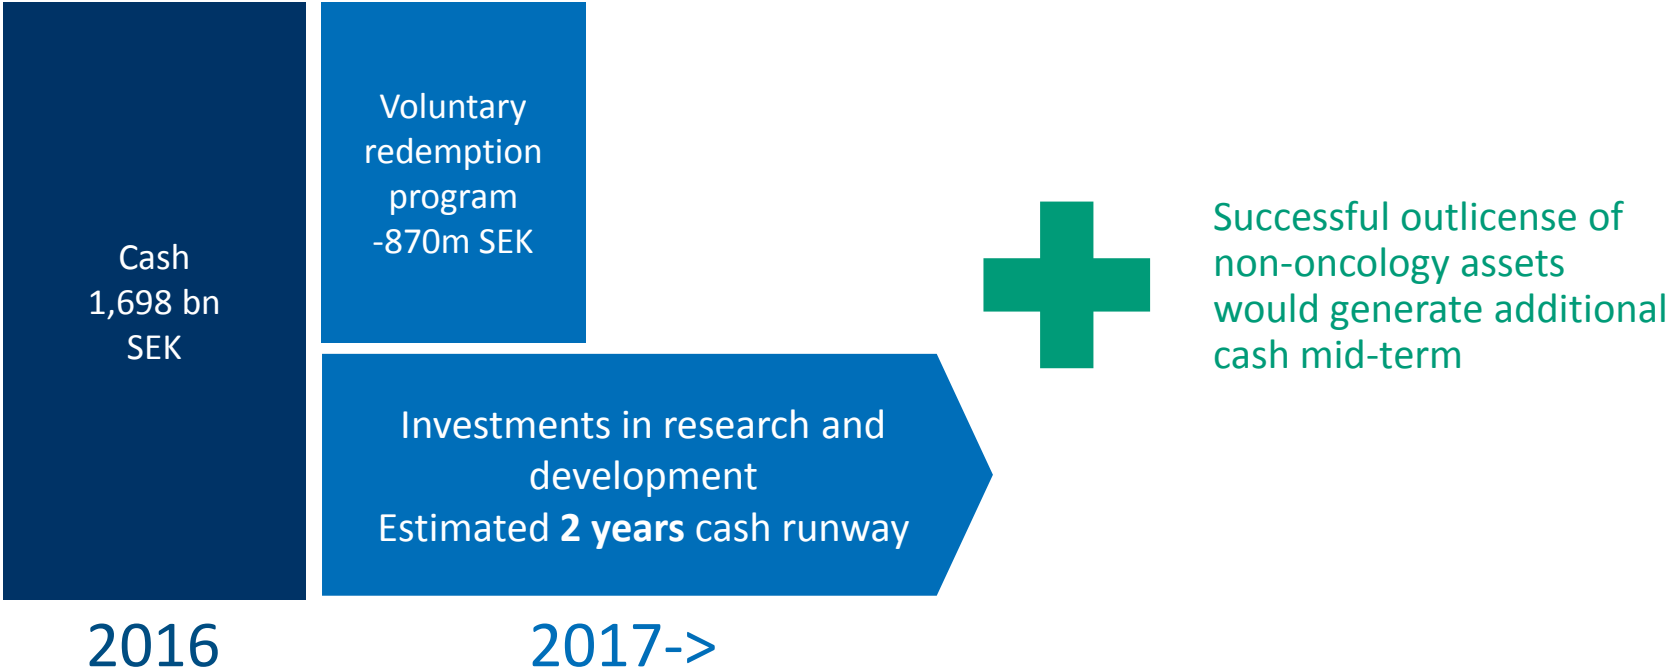 Cash
1,698 bn
SEK
Voluntary
redemption
program
-870m SEK
Investments in research and
development
Estimated 2 years cash runway
Successful outlicense of
non-oncology assets
would generate additional
cash mid-term
2016
2017->